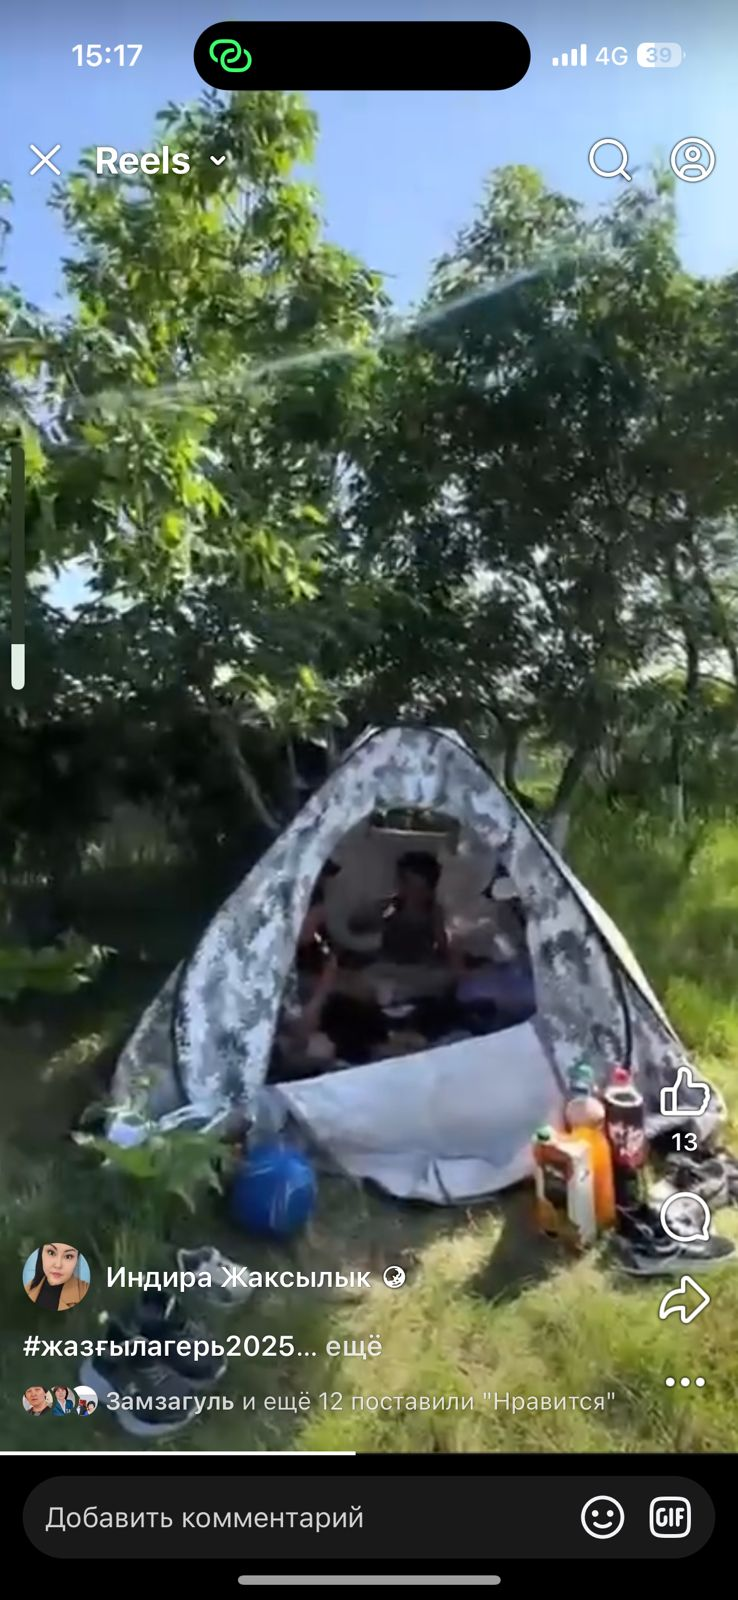 15:17
4G
39
Reels
13
Индира Жаксылык
#жазғылагерь2025... ещё
Замзагуль и ещё 12 поставили "Нравится"
Добавить комментарий
GIF